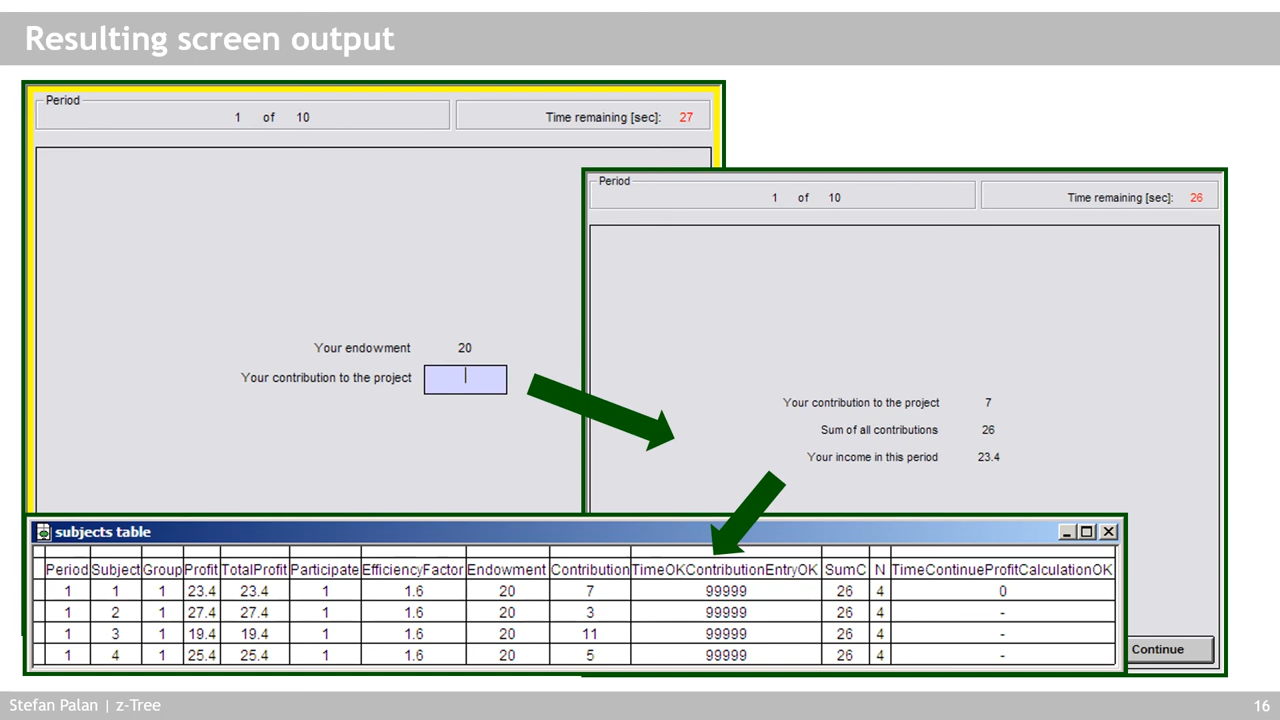 Resulting screen output
Period
1 of 10
Time remaining [sec]: 27
Your endowment 20
Your contribution to the project
Period
1 of 10
Time remaining [sec]: 26
Your contribution to the project 7
Sum of all contributions 26
Your income in this period 23.4
Continue
subjects table
Period Subject Group Profit TotalProfit Participate EfficiencyFactor Endowment Contribution TimeOKContributionEntryOK SumC N TimeContinueProfitCalculationOK
1 1 1 23.4 23.4 1 1.6 20 7 99999 26 4 0
1 2 1 27.4 27.4 1 1.6 20 3 99999 26 4 -
1 3 1 19.4 19.4 1 1.6 20 11 99999 26 4 -
1 4 1 25.4 25.4 1 1.6 20 5 99999 26 4 -
Stefan Palan | z-Tree
16